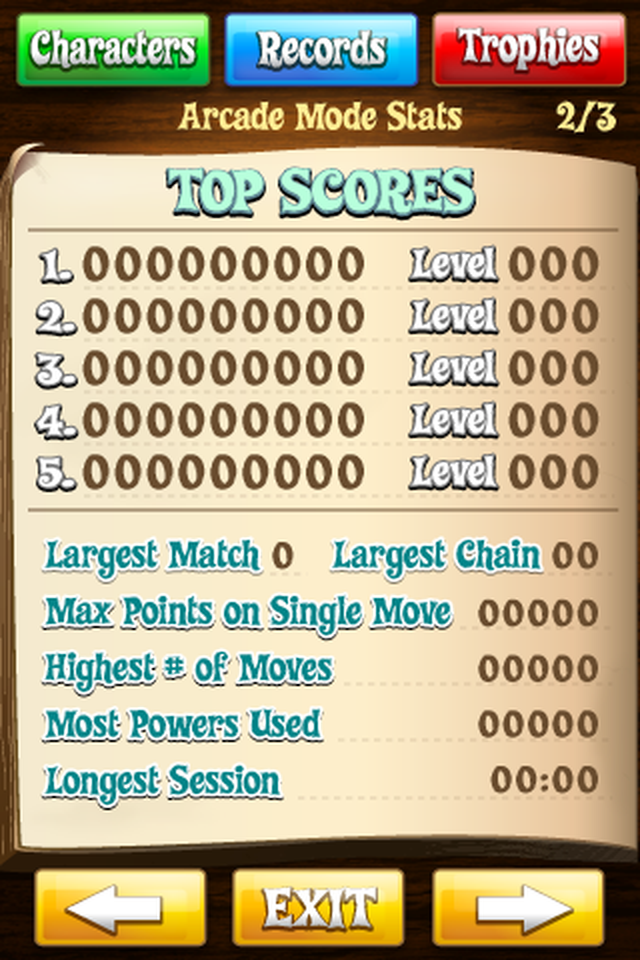 Characters Records Trophies
Arcade Mode Stats 2/3
TOP SCORES
1. 000000000 Level 000
2. 000000000 Level 000
3. 000000000 Level 000
4. 000000000 Level 000
5. 000000000 Level 000
Largest Match 0 Largest Chain 00
Max Points on Single Move 00000
Highest # of Moves 00000
Most Powers Used 00000
Longest Session 00:00
EXIT